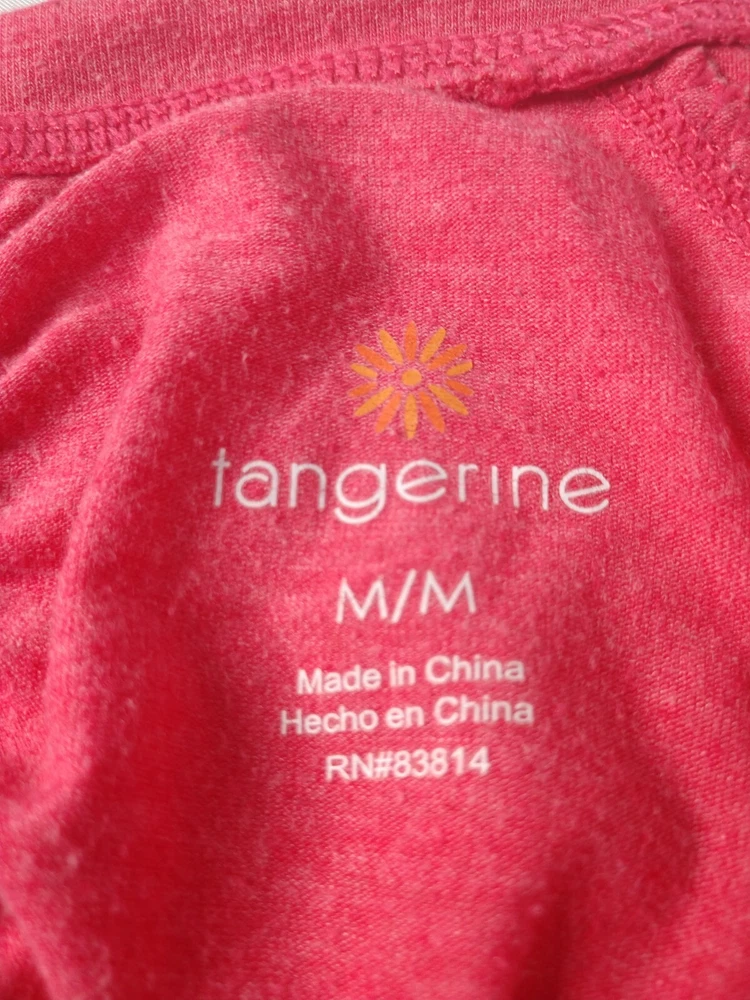 tangerine
M/M
Made in China
Hecho en China
RN#83814